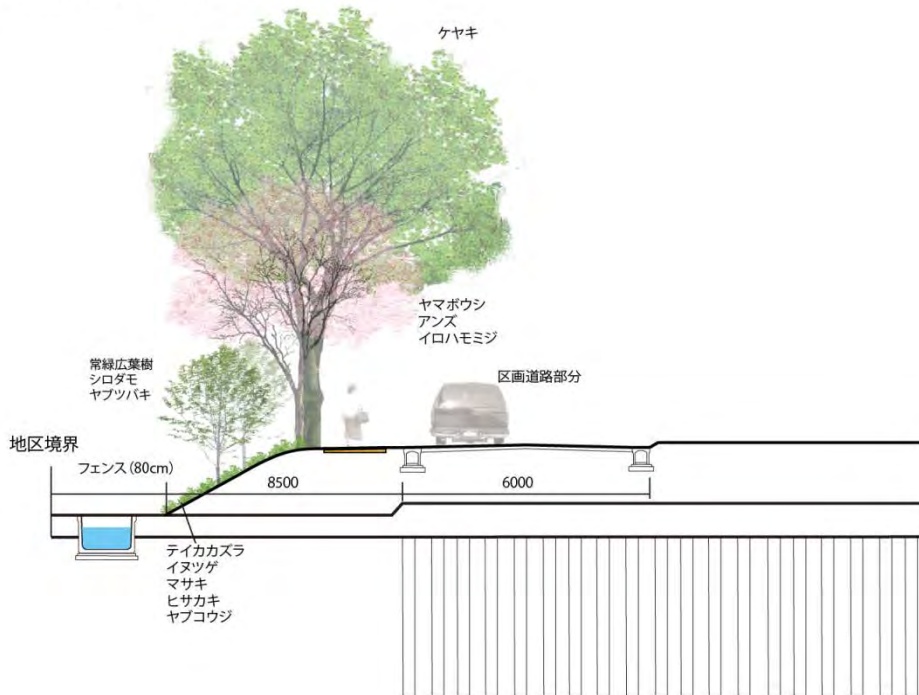 ケヤキ
ヤマボウシ
アンズ
イロハモミジ
常緑広葉樹
シロダモ
ヤブツバキ
区画道路部分
地区境界
フェンス(80cm)
8500
6000
テイカカズラ
イヌツゲ
マサキ
ヒサカキ
ヤブコウジ